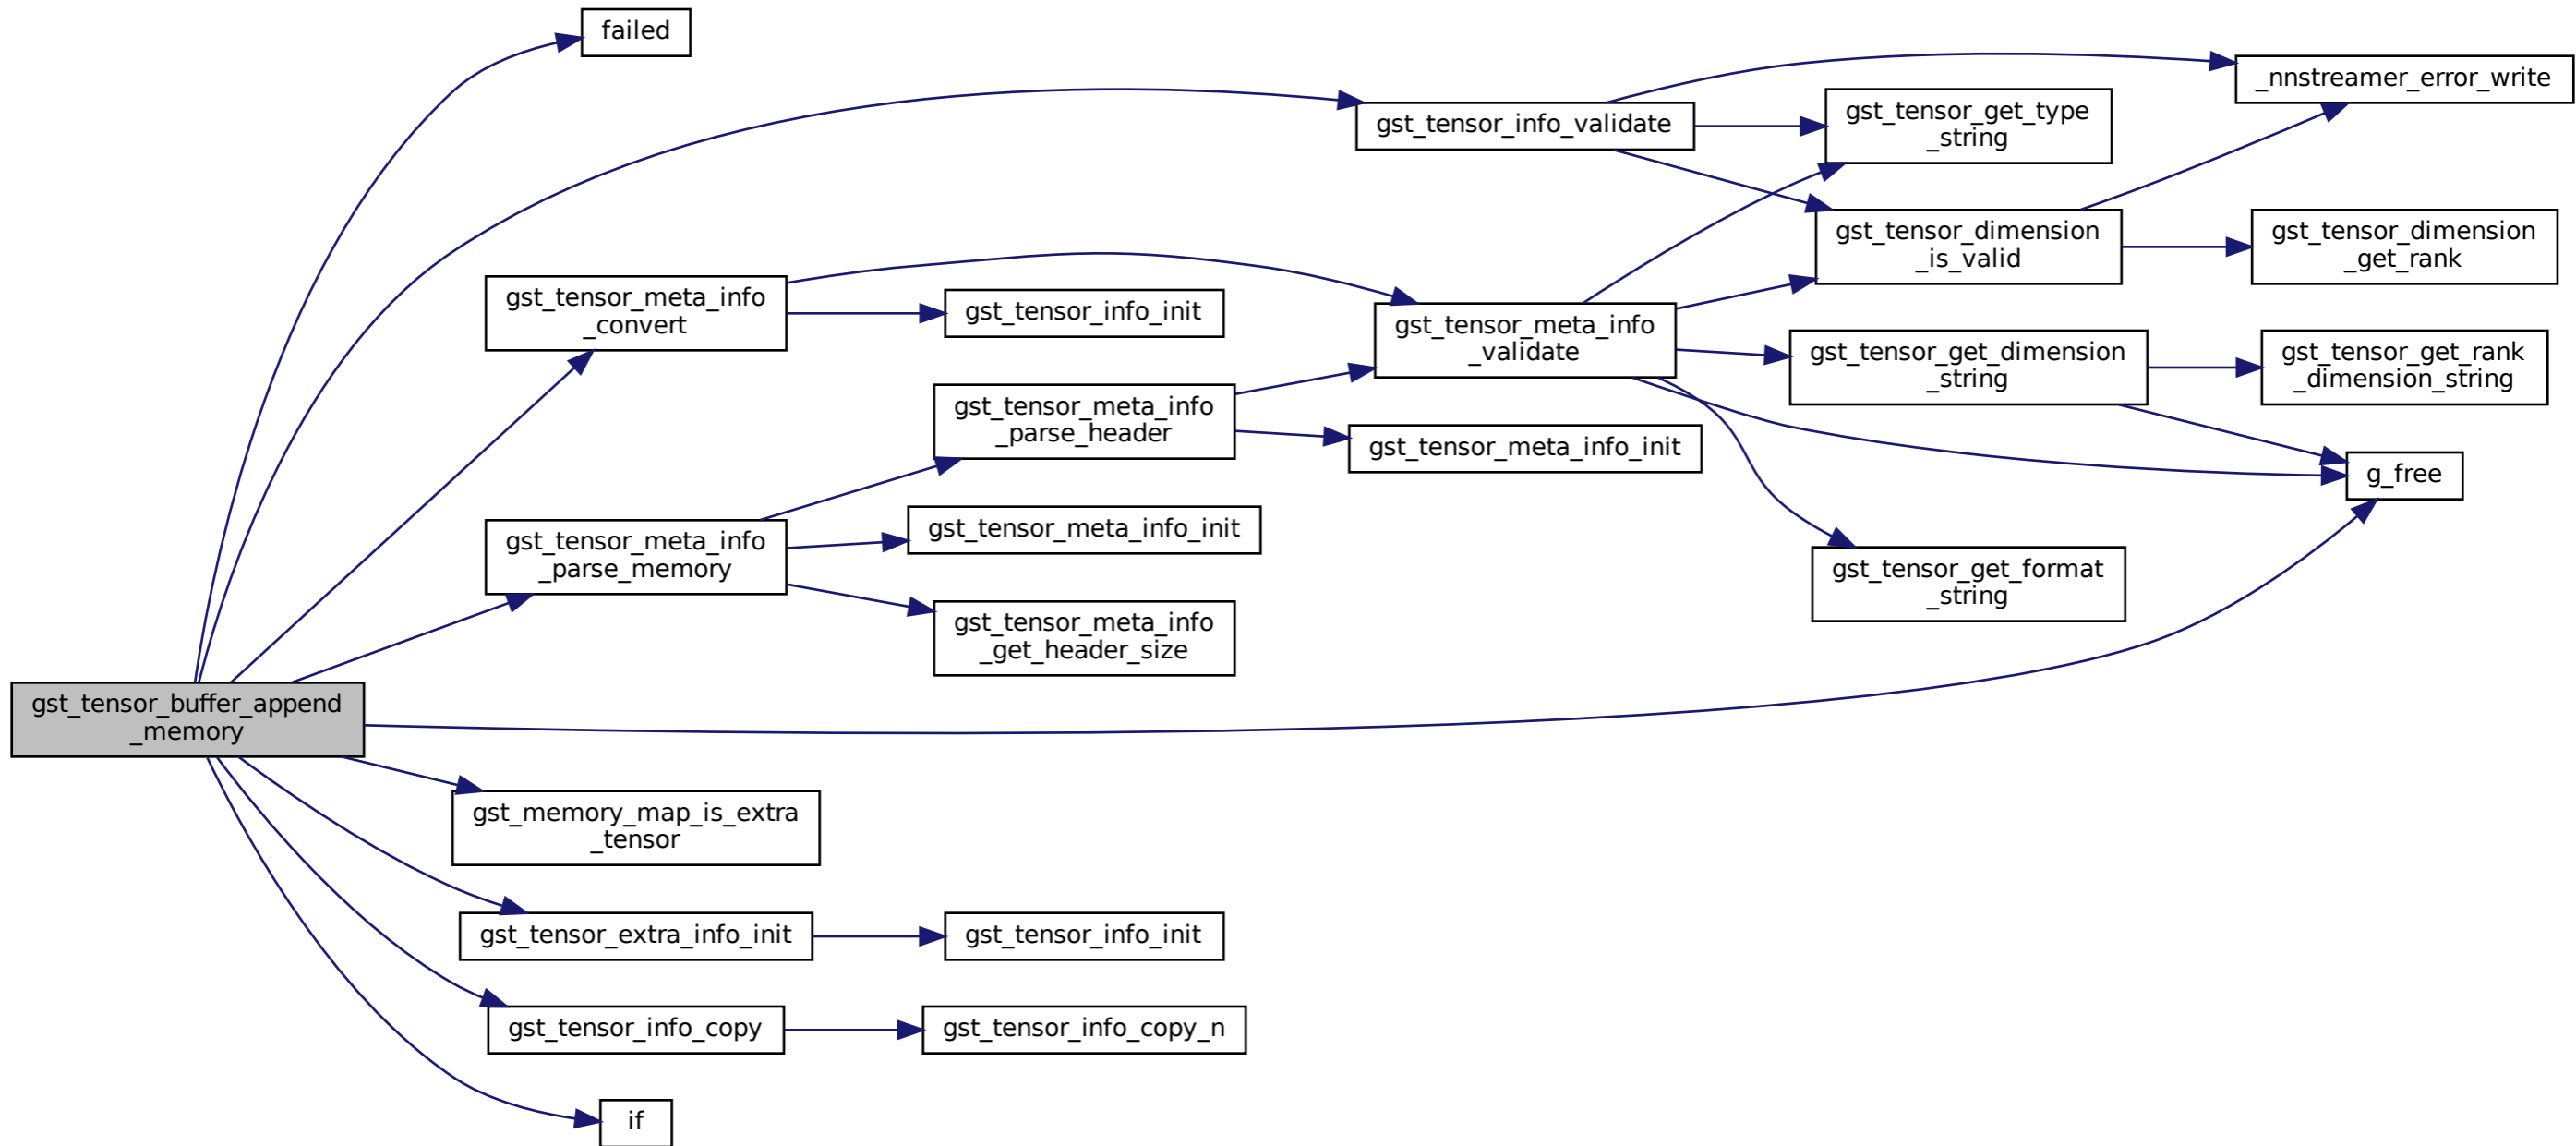 failed
_nnstreamer_error_write
gst_tensor_info_validate
gst_tensor_get_type
_string
gst_tensor_dimension
_is_valid
gst_tensor_dimension
_get_rank
gst_tensor_meta_info
_convert
gst_tensor_info_init
gst_tensor_meta_info
_validate
gst_tensor_get_dimension
_string
gst_tensor_get_rank
_dimension_string
gst_tensor_meta_info
_parse_header
gst_tensor_meta_info_init
g_free
gst_tensor_meta_info
_parse_memory
gst_tensor_meta_info_init
gst_tensor_get_format
_string
gst_tensor_meta_info
_get_header_size
gst_tensor_buffer_append
_memory
gst_memory_map_is_extra
_tensor
gst_tensor_extra_info_init
gst_tensor_info_init
gst_tensor_info_copy
gst_tensor_info_copy_n
if